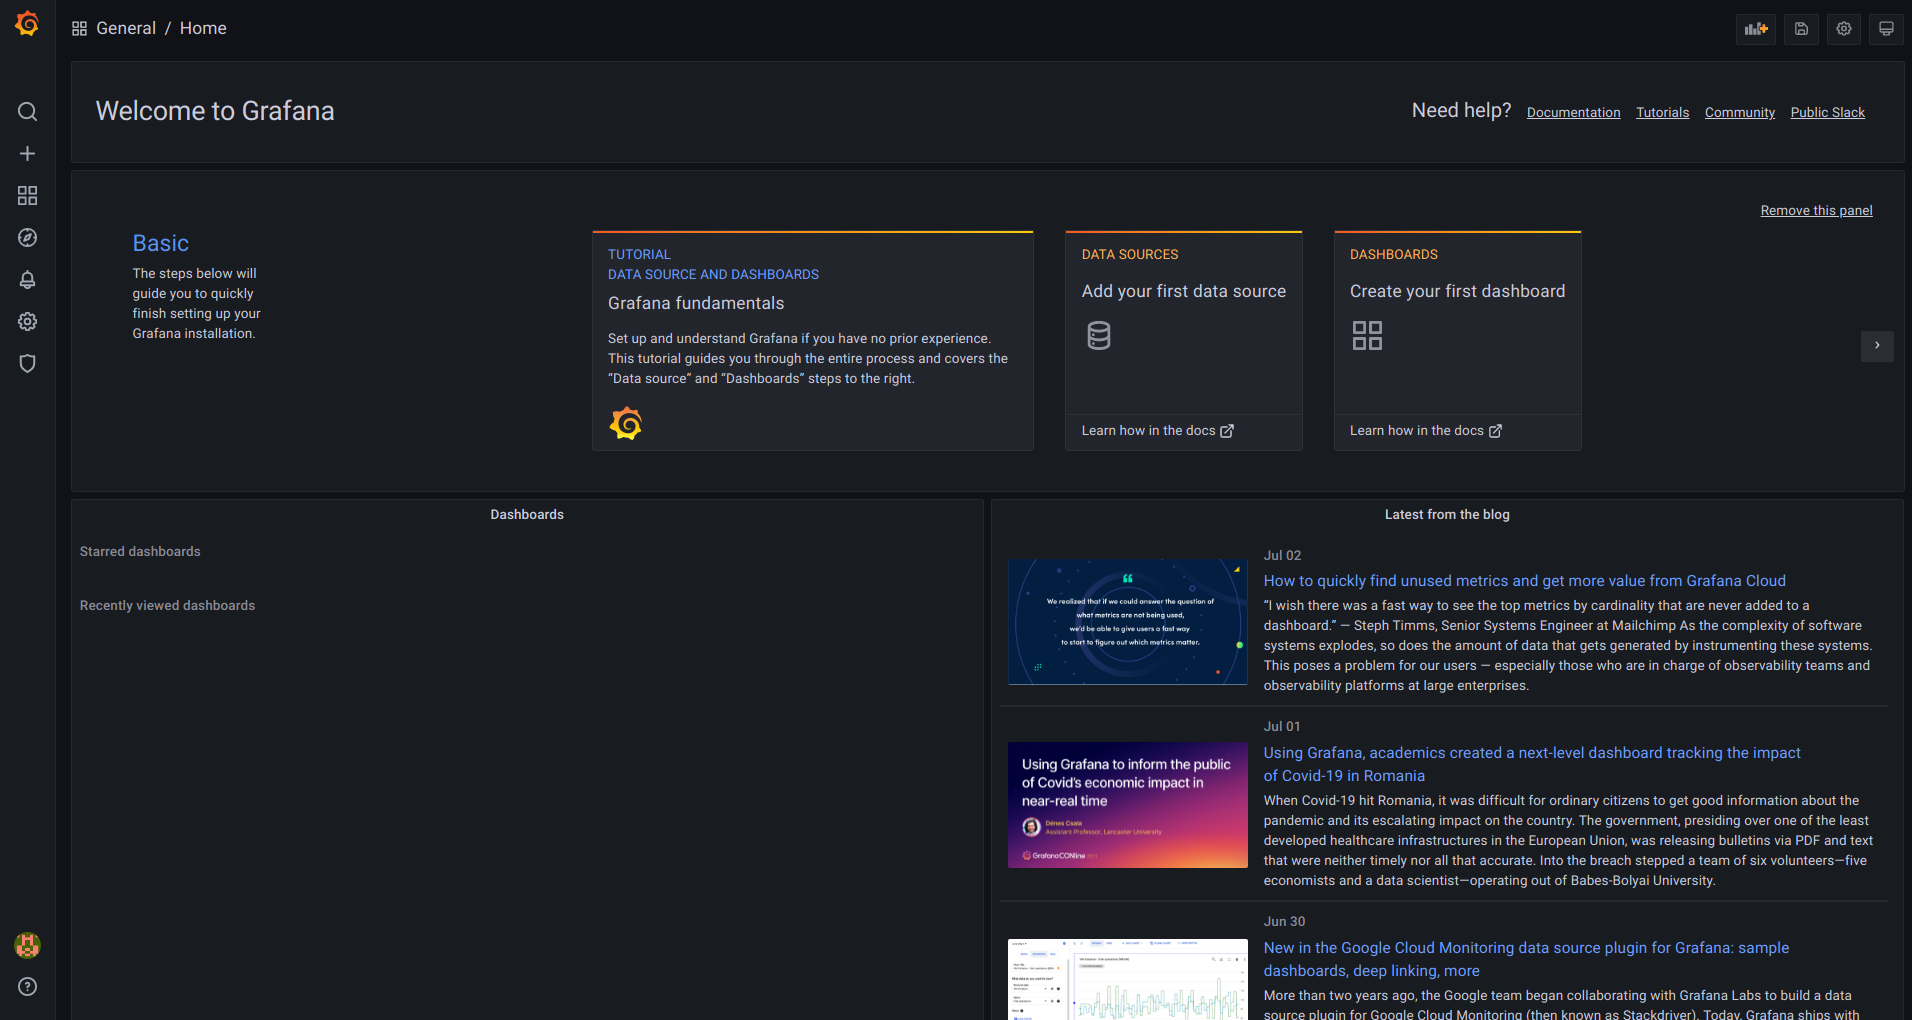 General / Home
Welcome to Grafana
Need help? Documentation Tutorials Community Public Slack
Remove this panel
Basic
The steps below will
guide you to quickly
finish setting up your
Grafana installation.
TUTORIAL
DATA SOURCE AND DASHBOARDS
Grafana fundamentals
Set up and understand Grafana if you have no prior experience.
This tutorial guides you through the entire process and covers the
“Data source” and “Dashboards” steps to the right.
DATA SOURCES
Add your first data source
Learn how in the docs
DASHBOARDS
Create your first dashboard
Learn how in the docs
Dashboards
Starred dashboards
Recently viewed dashboards
Latest from the blog
“
We realized that if we could answer the question of
what metrics are not being used,
we'd be able to give users a fast way
to start to figure out which metrics matter.
Jul 02
How to quickly find unused metrics and get more value from Grafana Cloud
“I wish there was a fast way to see the top metrics by cardinality that are never added to a
dashboard.” — Steph Timms, Senior Systems Engineer at Mailchimp As the complexity of software
systems explodes, so does the amount of data that gets generated by instrumenting these systems.
This poses a problem for our users — especially those who are in charge of observability teams and
observability platforms at large enterprises.
Using Grafana to inform the public
of Covid's economic impact in
near-real time
Dénes Csala
Assistant Professor, Lancaster University
GrafanaCONline
Jul 01
Using Grafana, academics created a next-level dashboard tracking the impact
of Covid-19 in Romania
When Covid-19 hit Romania, it was difficult for ordinary citizens to get good information about the
pandemic and its escalating impact on the country. The government, presiding over one of the least
developed healthcare infrastructures in the European Union, was releasing bulletins via PDF and text
that were neither timely nor all that accurate. Into the breach stepped a team of six volunteers—five
economists and a data scientist—operating out of Babes-Bolyai University.
Jun 30
New in the Google Cloud Monitoring data source plugin for Grafana: sample
dashboards, deep linking, more
More than two years ago, the Google team began collaborating with Grafana Labs to build a data
source plugin for Google Cloud Monitoring (then known as Stackdriver). Today, Grafana ships with